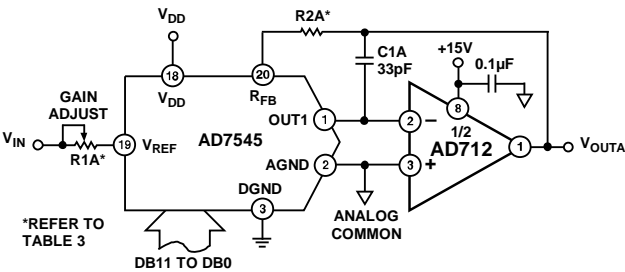 V_DD
R2A*
C1A
33pF
+15V
0.1µF
18
V_DD
20
R_FB
8
GAIN
ADJUST
OUT1
1
2
–
1/2
AD712
V_IN
R1A*
19
V_REF
AD7545
1
V_OUTA
AGND
2
3
+
DGND
3
ANALOG
COMMON
*REFER TO
TABLE 3
DB11 TO DB0